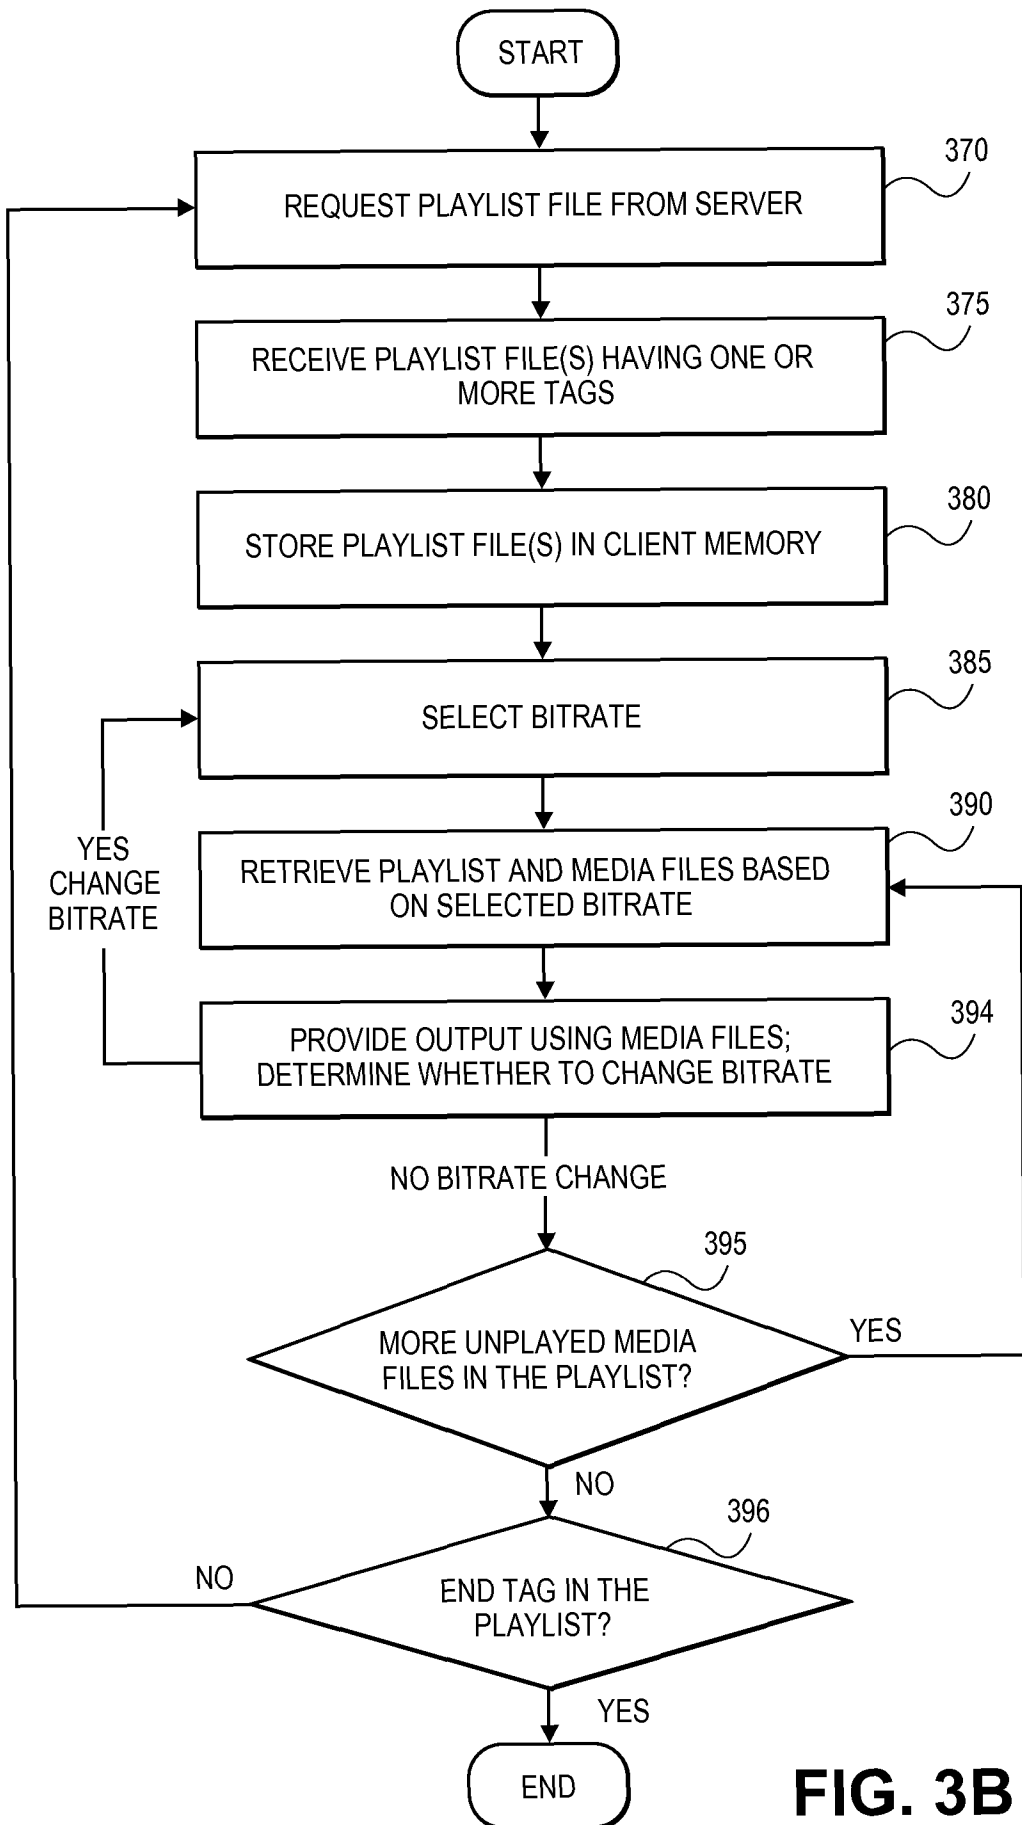 START
370
REQUEST PLAYLIST FILE FROM SERVER
375
RECEIVE PLAYLIST FILE(S) HAVING ONE OR
MORE TAGS
380
STORE PLAYLIST FILE(S) IN CLIENT MEMORY
385
SELECT BITRATE
390
YES
CHANGE
BITRATE
RETRIEVE PLAYLIST AND MEDIA FILES BASED
ON SELECTED BITRATE
394
PROVIDE OUTPUT USING MEDIA FILES;
DETERMINE WHETHER TO CHANGE BITRATE
NO BITRATE CHANGE
395
MORE UNPLAYED MEDIA
FILES IN THE PLAYLIST?
YES
NO
396
NO
END TAG IN THE
PLAYLIST?
YES
END
FIG. 3B